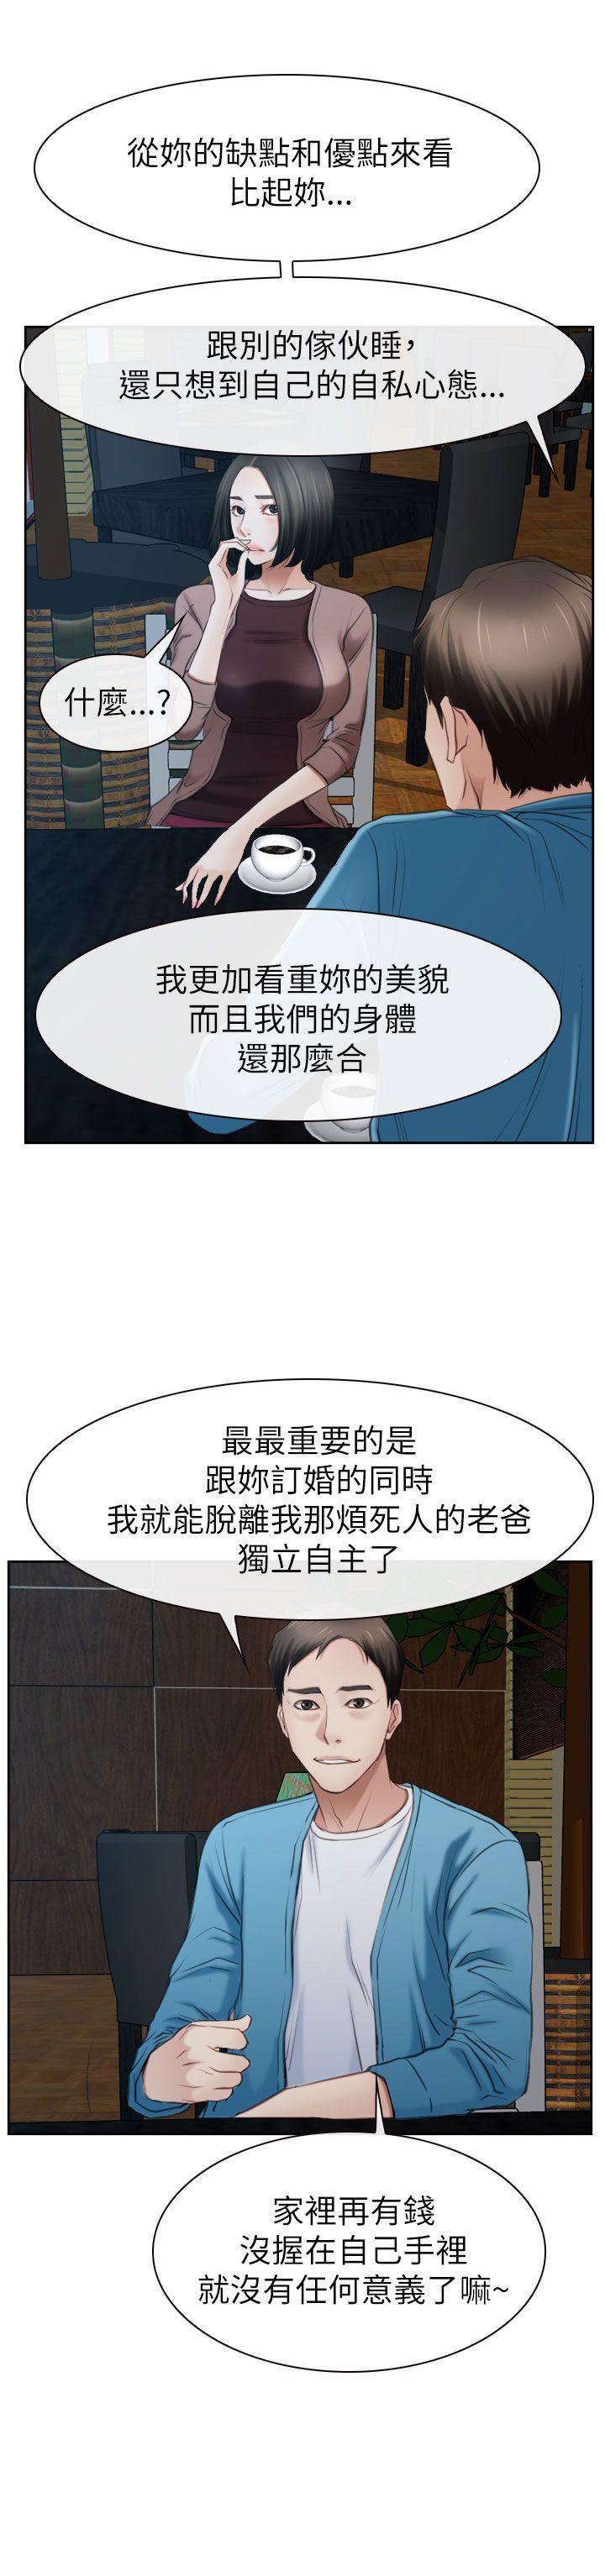 從妳的缺點和優點來看
比起妳...
跟別的傢伙睡，
還只想到自己的自私心態...
什麼...?
我更加看重妳的美貌
而且我們的身體
還那麼合
最最重要的是
跟妳訂婚的同時
我就能脫離我那煩死人的老爸
獨立自主了
家裡再有錢
沒握在自己手裡
就沒有任何意義了嘛~